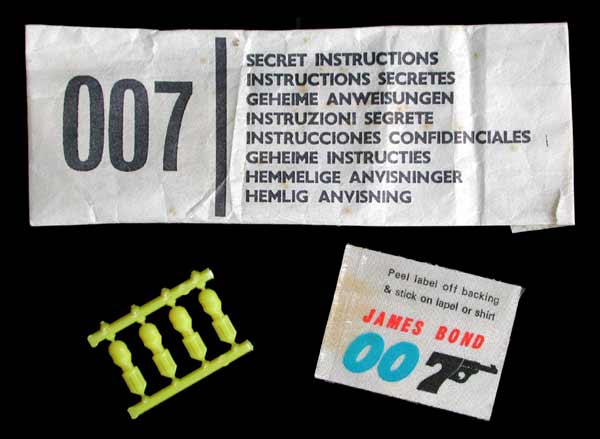 007
SECRET INSTRUCTIONS
INSTRUCTIONS SECRETES
GEHEIME ANWEISUNGEN
INSTRUZIONI SEGRETE
INSTRUCCIONES CONFIDENCIALES
GEHEIME INSTRUCTIES
HEMMELIGE ANVISNINGER
HEMLIG ANVISNING
Peel label off backing
& stick on lapel or shirt
JAMES BOND
007